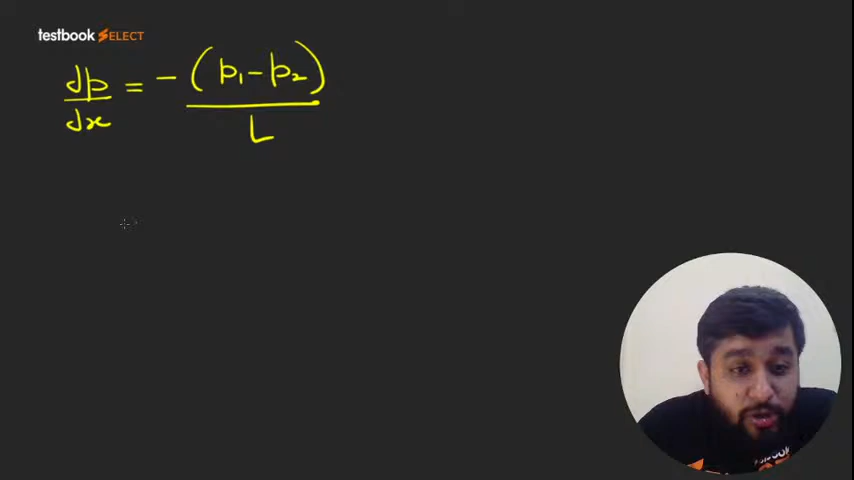 testbook SELECT
dp/dx = -(p₁-p₂)/L